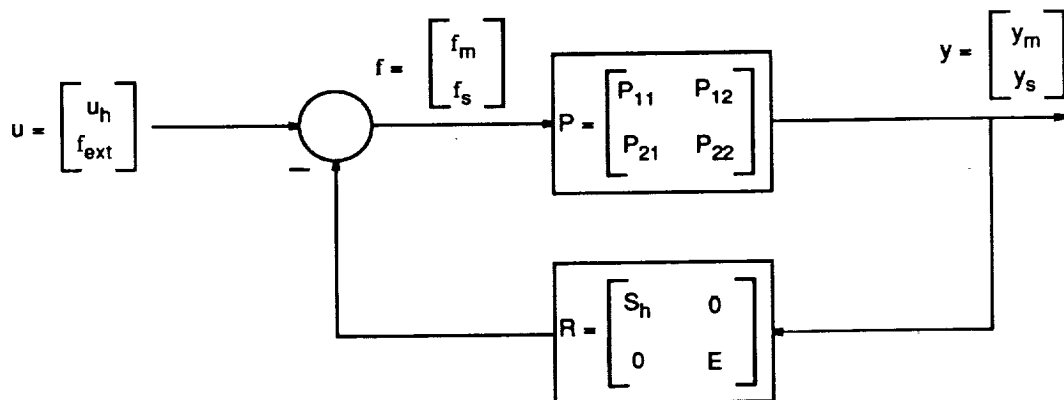 u = [ u_h
f_ext ]
−
f = [ f_m
f_s ]
P = [ P_11 P_12
P_21 P_22 ]
y = [ y_m
y_s ]
R = [ S_h 0
0 E ]